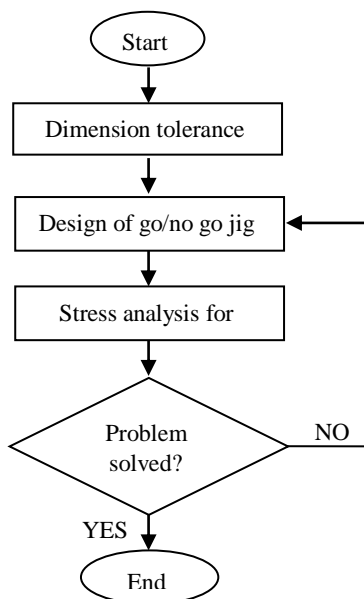 Start
Dimension tolerance
Design of go/no go jig
Stress analysis for
Problem
solved?
NO
YES
End